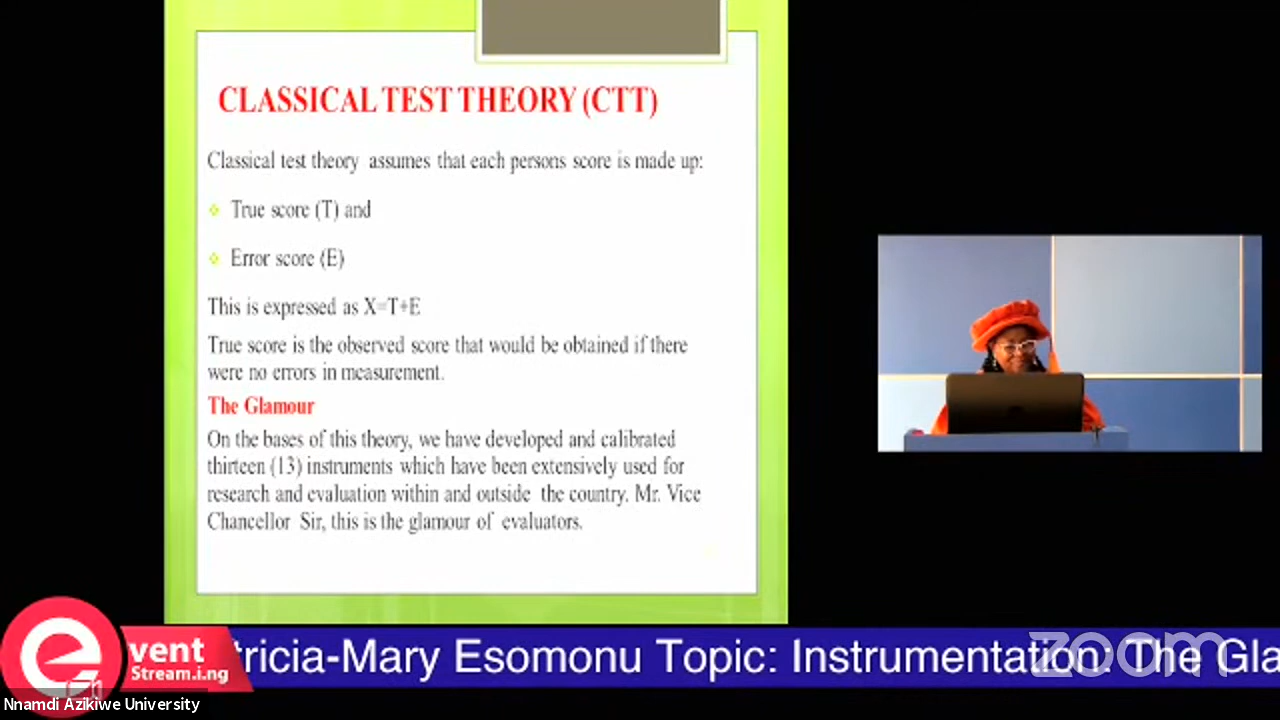 CLASSICAL TEST THEORY (CTT)
Classical test theory assumes that each persons score is made up:
True score (T) and
Error score (E)
This is expressed as X=T+E
True score is the observed score that would be obtained if there
were no errors in measurement.
The Glamour
On the bases of this theory, we have developed and calibrated
thirteen (13) instruments which have been extensively used for
research and evaluation within and outside the country. Mr. Vice
Chancellor Sir, this is the glamour of evaluators.
event
Stream.i.ng
tricia-Mary Esomonu Topic: Instrumentation: The Gla
zoom
Nnamdi Azikiwe University